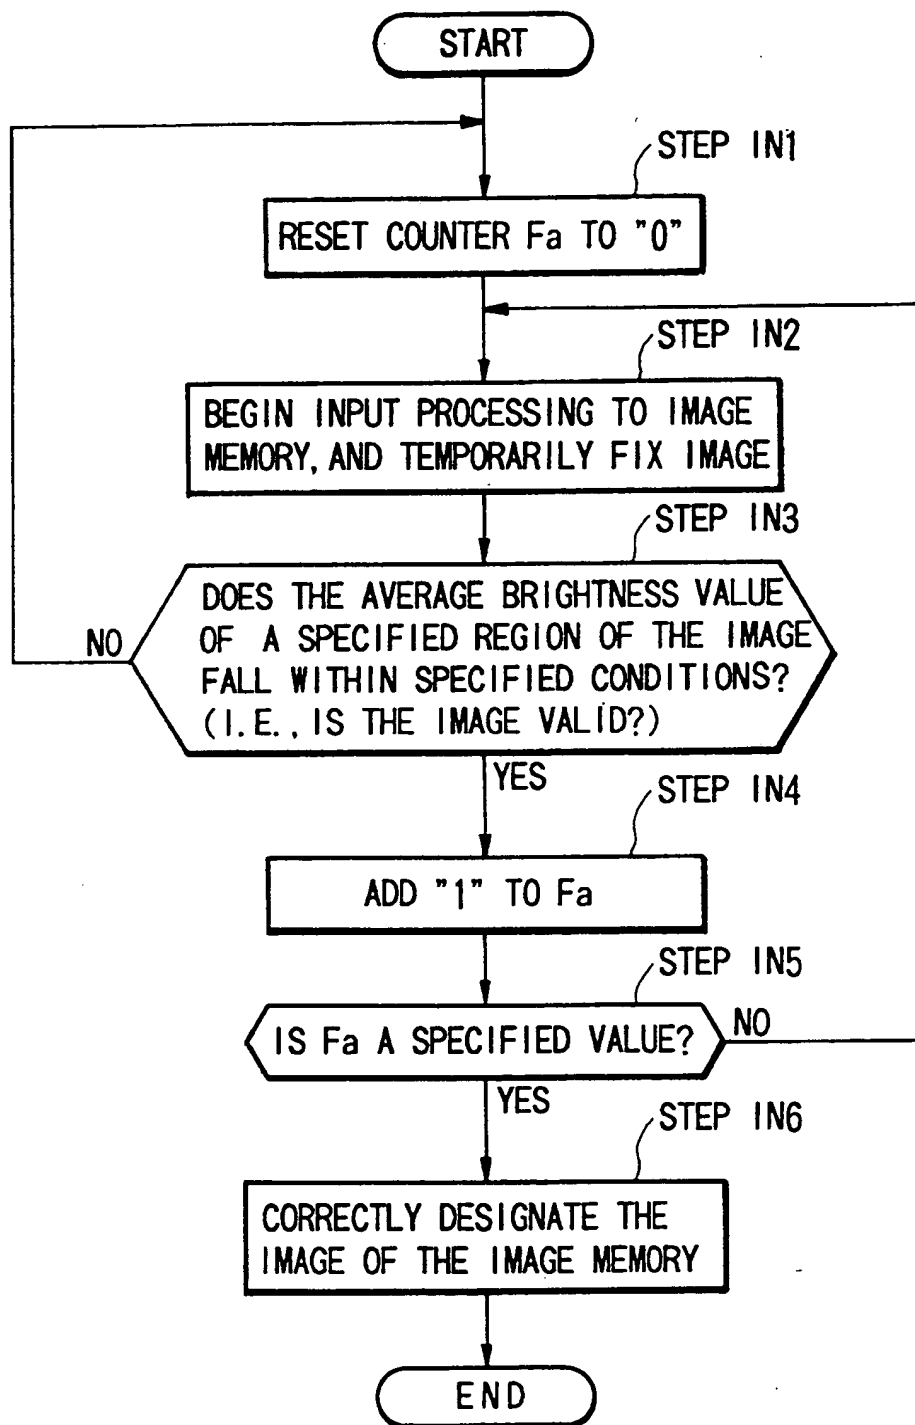 START
STEP IN1
RESET COUNTER Fa TO "0"
STEP IN2
BEGIN INPUT PROCESSING TO IMAGE
MEMORY, AND TEMPORARILY FIX IMAGE
STEP IN3
DOES THE AVERAGE BRIGHTNESS VALUE
OF A SPECIFIED REGION OF THE IMAGE
FALL WITHIN SPECIFIED CONDITIONS?
(I.E., IS THE IMAGE VALID?)
NO
YES
STEP IN4
ADD "1" TO Fa
STEP IN5
IS Fa A SPECIFIED VALUE?
NO
YES
STEP IN6
CORRECTLY DESIGNATE THE
IMAGE OF THE IMAGE MEMORY
END